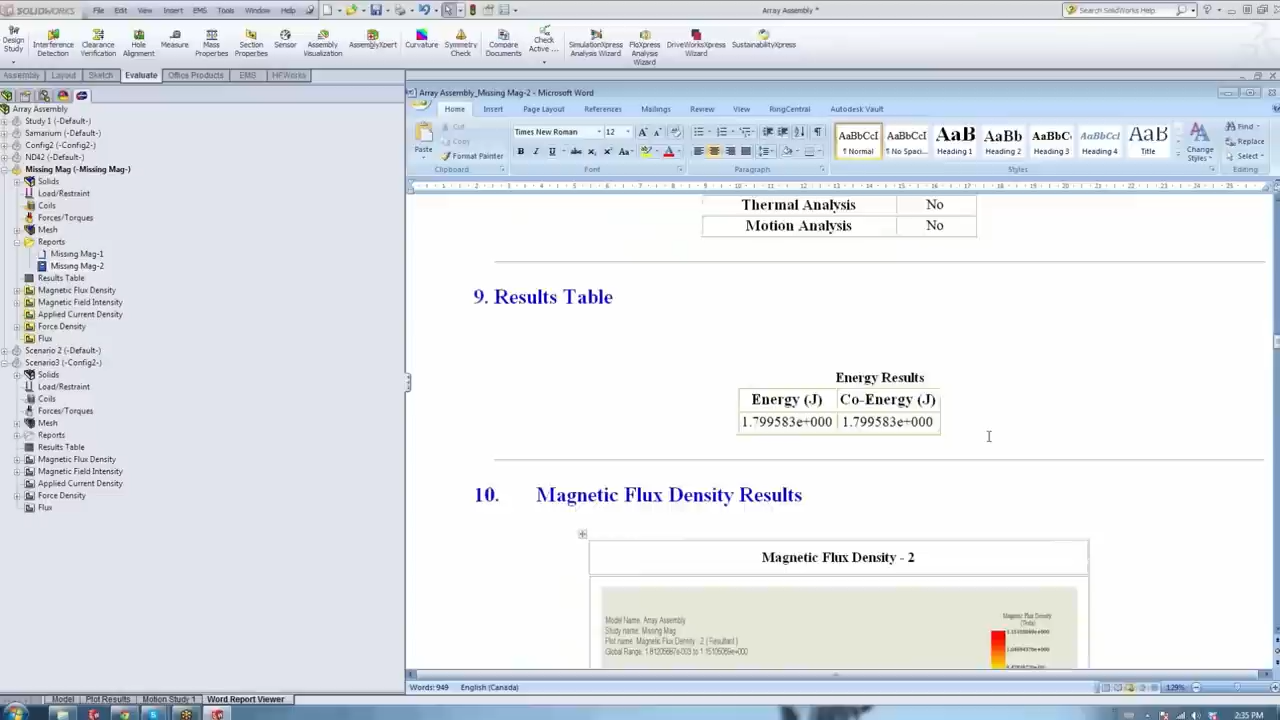 SOLIDWORKS File Edit View Insert EMS Tools Window Help Array Assembly * Search SolidWorks Help
Design Study
Interference Detection
Clearance Verification
Hole Alignment
Measure
Mass Properties
Section Properties
Sensor
Assembly Visualization
AssemblyXpert
Curvature
Symmetry Check
Compare Documents
Check Active ...
SimulationXpress Analysis Wizard
FloXpress Analysis Wizard
DriveWorksXpress Wizard
SustainabilityXpress
Assembly Layout Sketch Evaluate Office Products EMS HFWorks
Array Assembly
Study 1 (-Default-)
Samarium (-Default-)
Config2 (-Config2-)
ND42 (-Default-)
Missing Mag (-Missing Mag-)
Solids
Load/Restraint
Coils
Forces/Torques
Mesh
Reports
Missing Mag-1
Missing Mag-2
Results Table
Magnetic Flux Density
Magnetic Field Intensity
Applied Current Density
Force Density
Flux
Scenario 2 (-Default-)
Scenario3 (-Config2-)
Solids
Load/Restraint
Coils
Forces/Torques
Mesh
Reports
Results Table
Magnetic Flux Density
Magnetic Field Intensity
Applied Current Density
Force Density
Flux
Array Assembly_Missing Mag-2 - Microsoft Word
Home Insert Page Layout References Mailings Review View RingCentral Autodesk Vault
Paste
Cut
Copy
Format Painter
Clipboard
Times New Roman 12
Font
Paragraph
AaBbCcI AaBbCcI AaB AaBb AaBbCc AaBbCcI AaB
¶ Normal ¶ No Spaci... Heading 1 Heading 2 Heading 3 Heading 4 Title
Styles
Change Styles
Find
Replace
Select
Editing
Thermal Analysis No
Motion Analysis No
9. Results Table
Energy Results
Energy (J) Co-Energy (J)
1.799583e+000 1.799583e+000
10. Magnetic Flux Density Results
Magnetic Flux Density - 2
Model Name: Array Assembly
Study name: Missing Mag
Plot name: Magnetic Flux Density - 2 ( Resultant )
Magnetic Flux Density
(Tesla)
Words: 949 English (Canada) 129%
Model Plot Results Motion Study 1 Word Report Viewer
2:35 PM